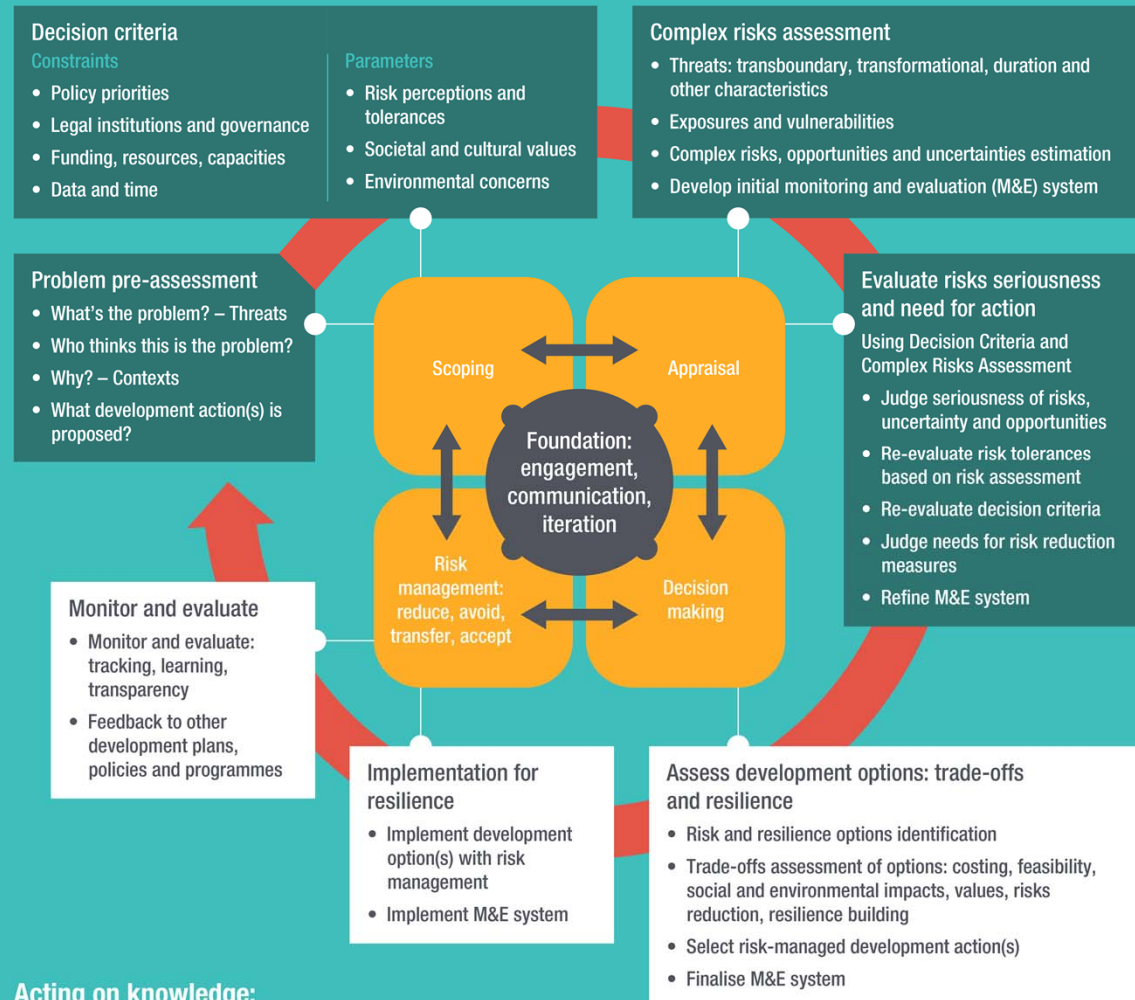 Decision criteria
Constraints
• Policy priorities
• Legal institutions and governance
• Funding, resources, capacities
• Data and time
Parameters
• Risk perceptions and
tolerances
• Societal and cultural values
• Environmental concerns
Complex risks assessment
• Threats: transboundary, transformational, duration and
other characteristics
• Exposures and vulnerabilities
• Complex risks, opportunities and uncertainties estimation
• Develop initial monitoring and evaluation (M&E) system
Problem pre-assessment
• What's the problem? – Threats
• Who thinks this is the problem?
• Why? – Contexts
• What development action(s) is
proposed?
Scoping
Appraisal
Foundation:
engagement,
communication,
iteration
Risk
management:
reduce, avoid,
transfer, accept
Decision
making
Evaluate risks seriousness
and need for action
Using Decision Criteria and
Complex Risks Assessment
• Judge seriousness of risks,
uncertainty and opportunities
• Re-evaluate risk tolerances
based on risk assessment
• Re-evaluate decision criteria
• Judge needs for risk reduction
measures
• Refine M&E system
Monitor and evaluate
• Monitor and evaluate:
tracking, learning,
transparency
• Feedback to other
development plans,
policies and programmes
Implementation for
resilience
• Implement development
option(s) with risk
management
• Implement M&E system
Assess development options: trade-offs
and resilience
• Risk and resilience options identification
• Trade-offs assessment of options: costing, feasibility,
social and environmental impacts, values, risks
reduction, resilience building
• Select risk-managed development action(s)
• Finalise M&E system
Acting on knowledge: